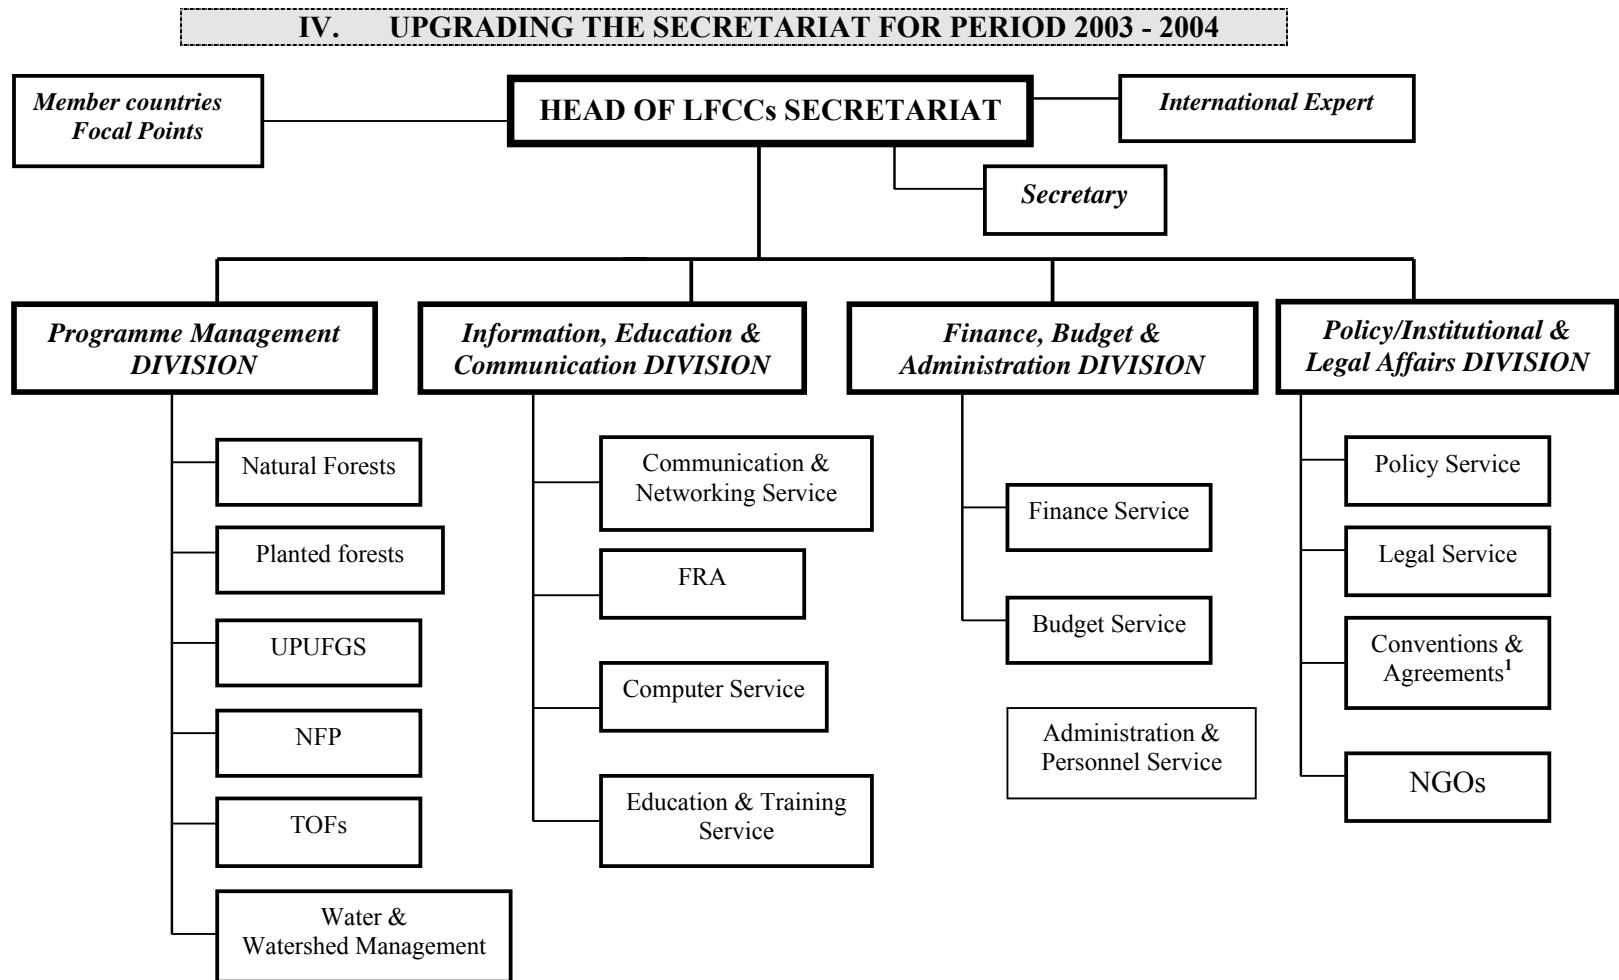 IV. UPGRADING THE SECRETARIAT FOR PERIOD 2003 - 2004
Member countries
Focal Points
HEAD OF LFCCs SECRETARIAT
International Expert
Secretary
Programme Management
DIVISION
Natural Forests
Planted forests
UPUFGS
NFP
TOFs
Water &
Watershed Management
Information, Education &
Communication DIVISION
Communication &
Networking Service
FRA
Computer Service
Education & Training
Service
Finance, Budget &
Administration DIVISION
Finance Service
Budget Service
Administration &
Personnel Service
Policy/Institutional &
Legal Affairs DIVISION
Policy Service
Legal Service
Conventions &
Agreements¹
NGOs